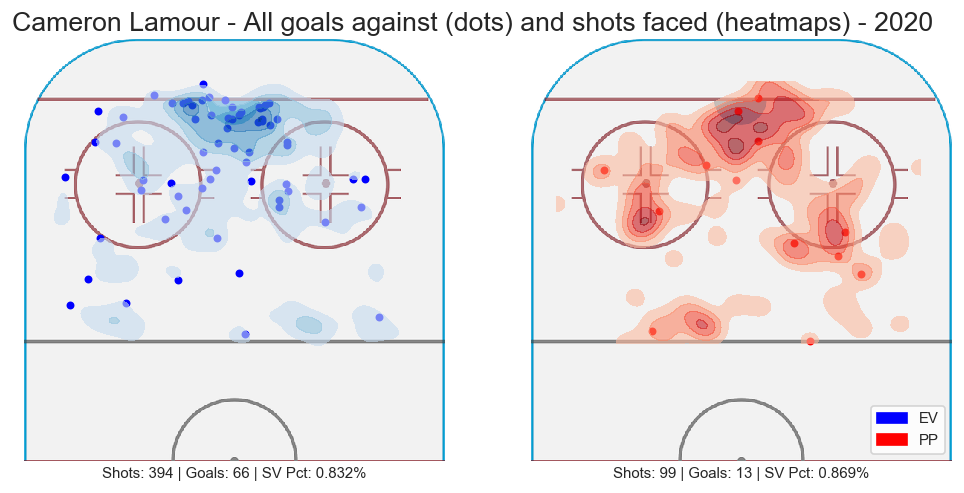 Cameron Lamour - All goals against (dots) and shots faced (heatmaps) - 2020
EV
PP
Shots: 394 | Goals: 66 | SV Pct: 0.832%
Shots: 99 | Goals: 13 | SV Pct: 0.869%